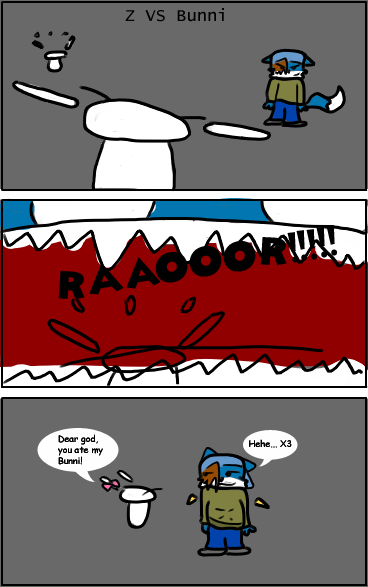 Z VS Bunni
RAAOOOR!!!!!
Dear god,
you ate my
Bunni!
Hehe... X3